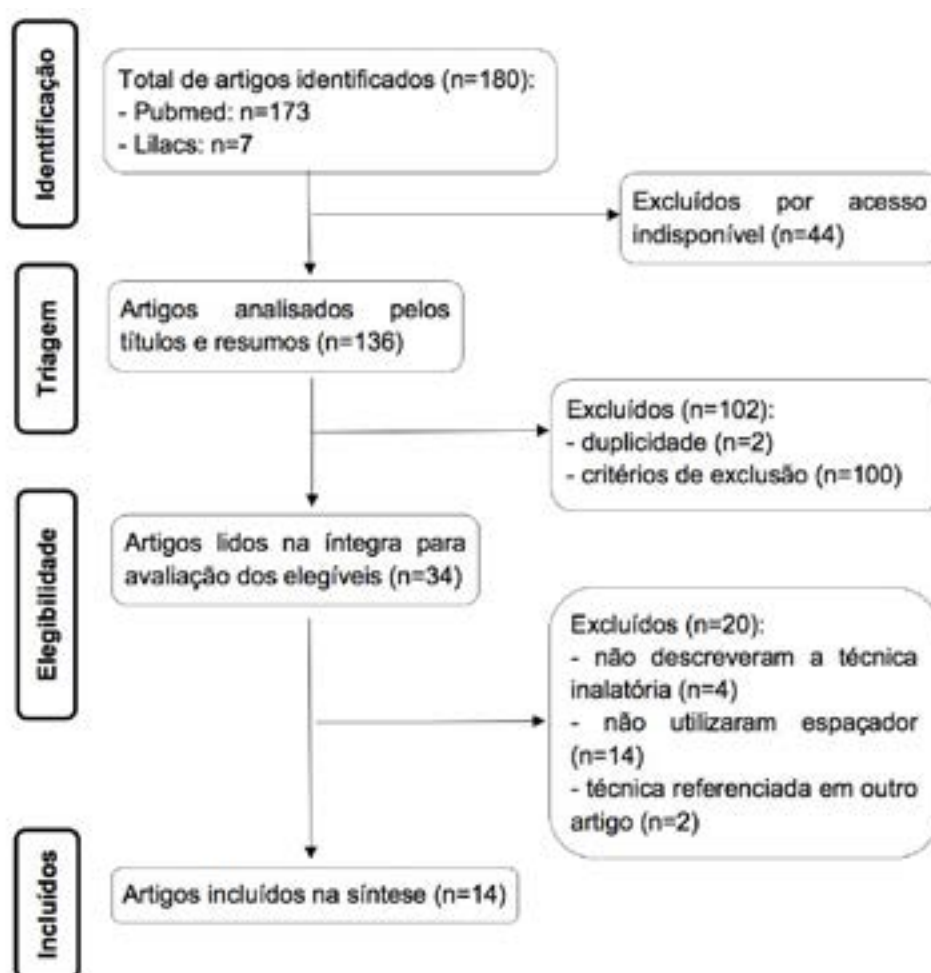 Identificação
Total de artigos identificados (n=180):
- Pubmed: n=173
- Lilacs: n=7
Excluídos por acesso
indisponível (n=44)
Triagem
Artigos analisados pelos
títulos e resumos (n=136)
Excluídos (n=102):
- duplicidade (n=2)
- critérios de exclusão (n=100)
Elegibilidade
Artigos lidos na íntegra para
avaliação dos elegíveis (n=34)
Excluídos (n=20):
- não descreveram a técnica
inalatória (n=4)
- não utilizaram espaçador
(n=14)
- técnica referenciada em outro
artigo (n=2)
Incluídos
Artigos incluídos na síntese (n=14)